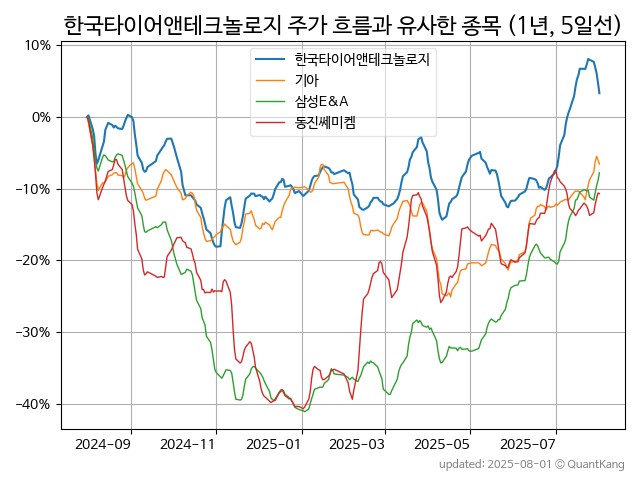 한국타이어앤테크놀로지 주가 흐름과 유사한 종목 (1년, 5일선)
한국타이어앤테크놀로지
기아
삼성E&A
동진쎄미켐
10%
0%
−10%
−20%
−30%
−40%
2024-09 2024-11 2025-01 2025-03 2025-05 2025-07
updated: 2025-08-01 © QuantKang